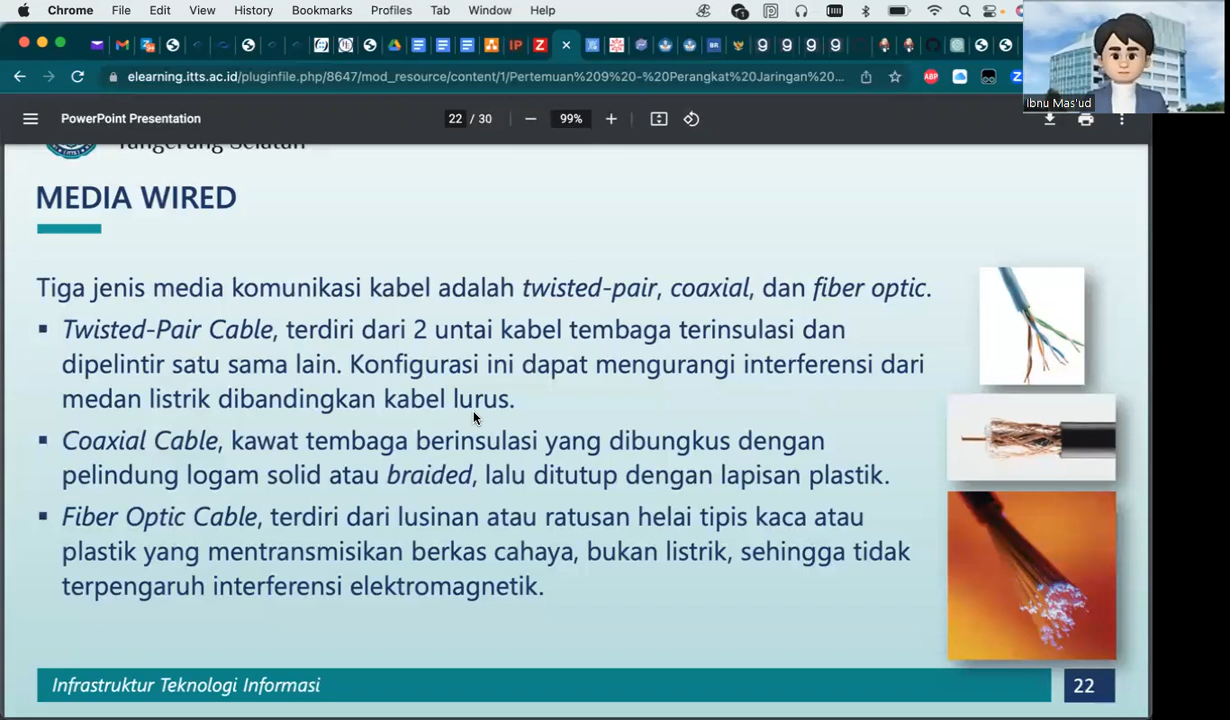 Chrome File Edit View History Bookmarks Profiles Tab Window Help
elearning.itts.ac.id/pluginfile.php/8647/mod_resource/content/1/Pertemuan%209%20-%20Perangkat%20Jaringan%20...
ABP
Ibnu Mas'ud
PowerPoint Presentation 22 / 30 99%
Tangerang Selatan
MEDIA WIRED
Tiga jenis media komunikasi kabel adalah twisted-pair, coaxial, dan fiber optic.
▪ Twisted-Pair Cable, terdiri dari 2 untai kabel tembaga terinsulasi dan
dipelintir satu sama lain. Konfigurasi ini dapat mengurangi interferensi dari
medan listrik dibandingkan kabel lurus.
▪ Coaxial Cable, kawat tembaga berinsulasi yang dibungkus dengan
pelindung logam solid atau braided, lalu ditutup dengan lapisan plastik.
▪ Fiber Optic Cable, terdiri dari lusinan atau ratusan helai tipis kaca atau
plastik yang mentransmisikan berkas cahaya, bukan listrik, sehingga tidak
terpengaruh interferensi elektromagnetik.
Infrastruktur Teknologi Informasi 22